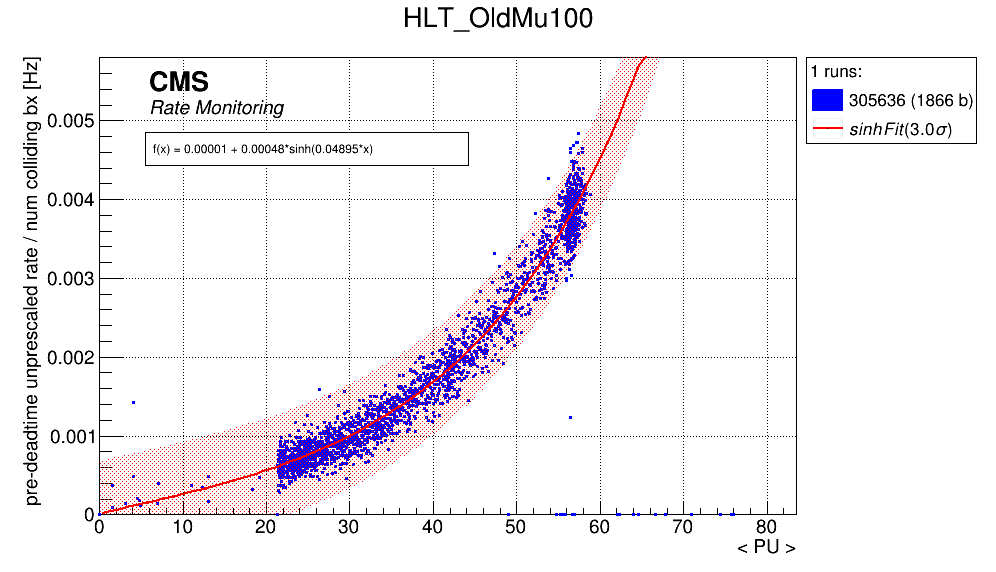 HLT_OldMu100
pre-deadtime unprescaled rate / num colliding bx [Hz]
CMS
Rate Monitoring
f(x) = 0.00001 + 0.00048*sinh(0.04895*x)
1 runs:
305636 (1866 b)
sinhFit(3.0σ)
0.005
0.004
0.003
0.002
0.001
0
0 10 20 30 40 50 60 70 80
< PU >